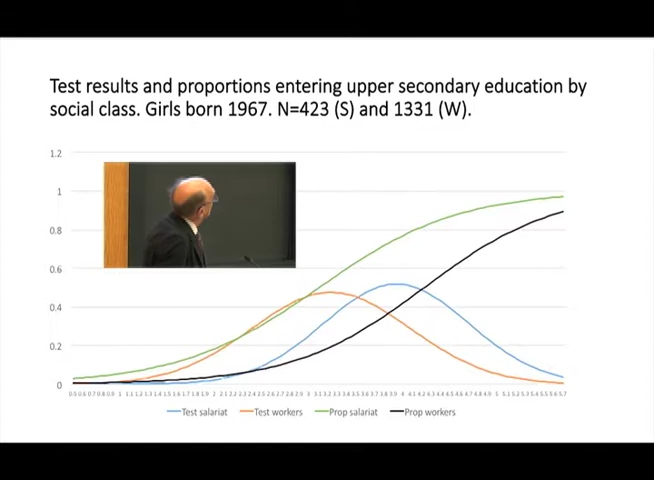 Test results and proportions entering upper secondary education by
social class. Girls born 1967. N=423 (S) and 1331 (W).
1.2
1
0.8
0.6
0.4
0.2
0
Test salariat Test workers Prop salariat Prop workers